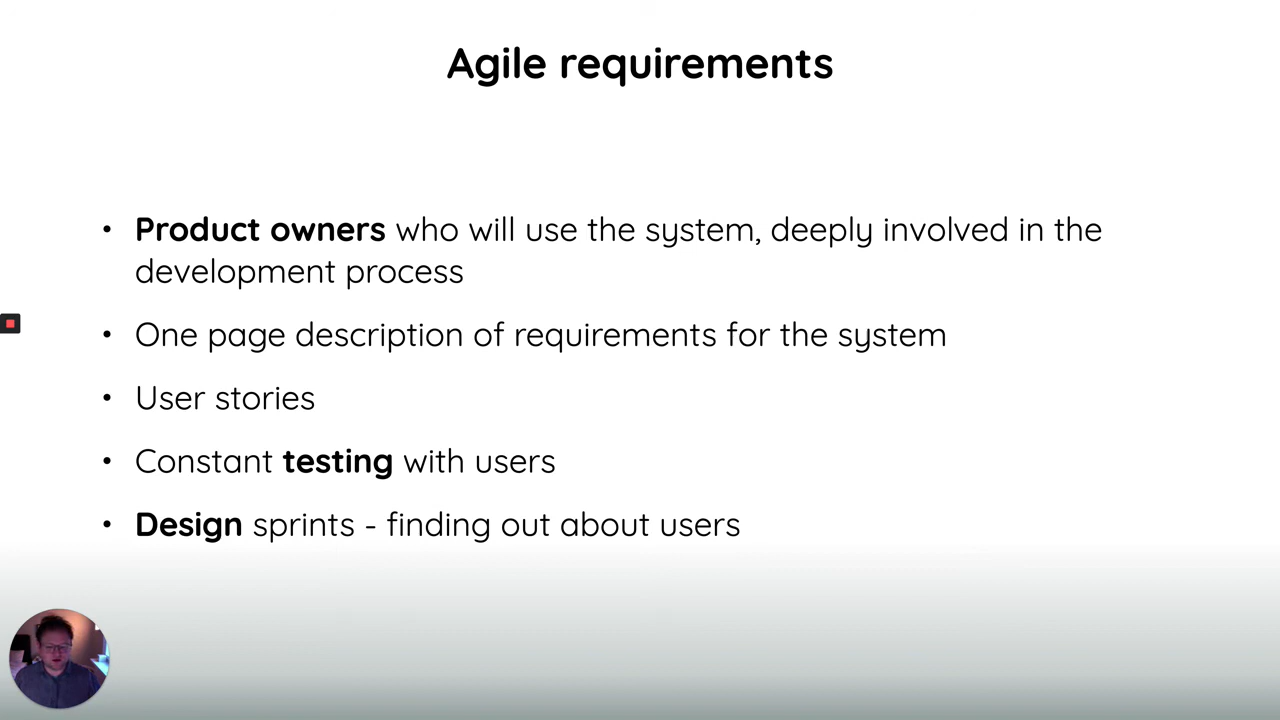 Agile requirements
• Product owners who will use the system, deeply involved in the
development process
• One page description of requirements for the system
• User stories
• Constant testing with users
• Design sprints - finding out about users